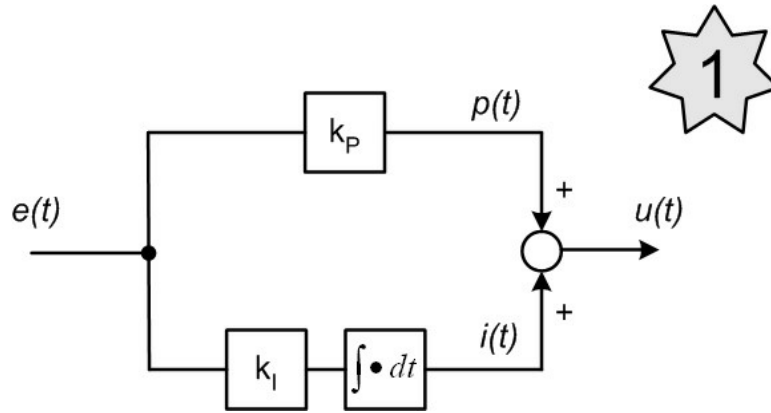 1
k_P
p(t)
e(t)
+
u(t)
+
k_I
∫ • dt
i(t)